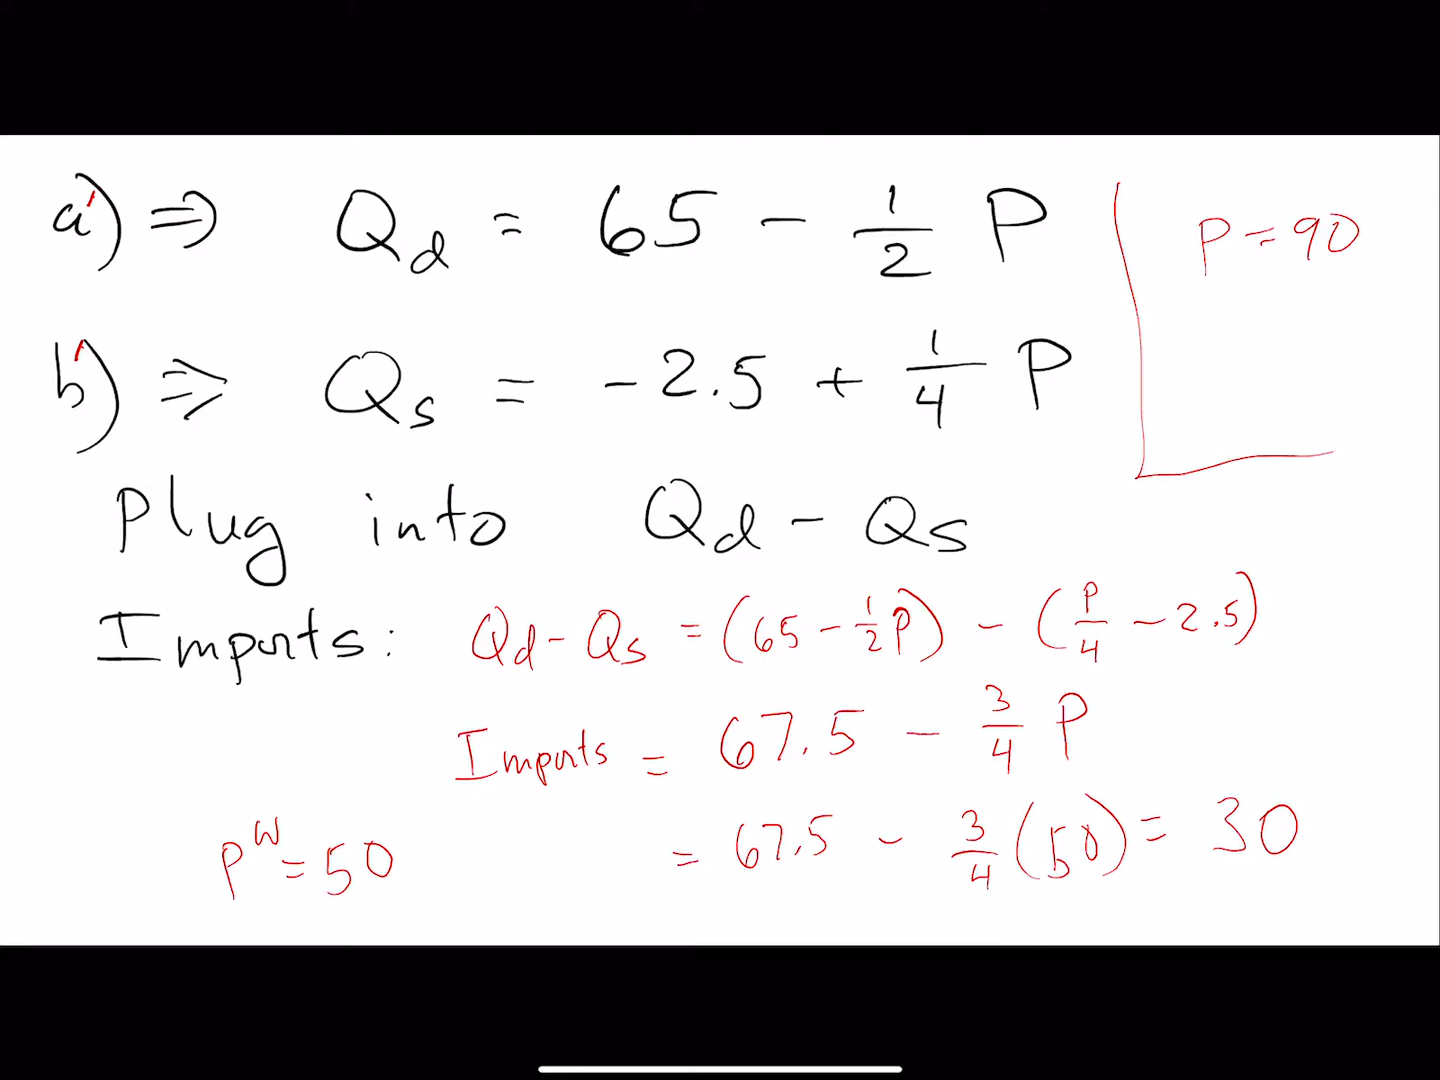 a') ⇒ Qd = 65 - 1/2 P
P = 90
b') ⇒ Qs = -2.5 + 1/4 P
Plug into Qd - Qs
Imports: Qd - Qs = (65 - 1/2 P) - (P/4 - 2.5)
Imports = 67.5 - 3/4 P
P^W = 50 = 67.5 - 3/4 (50) = 30